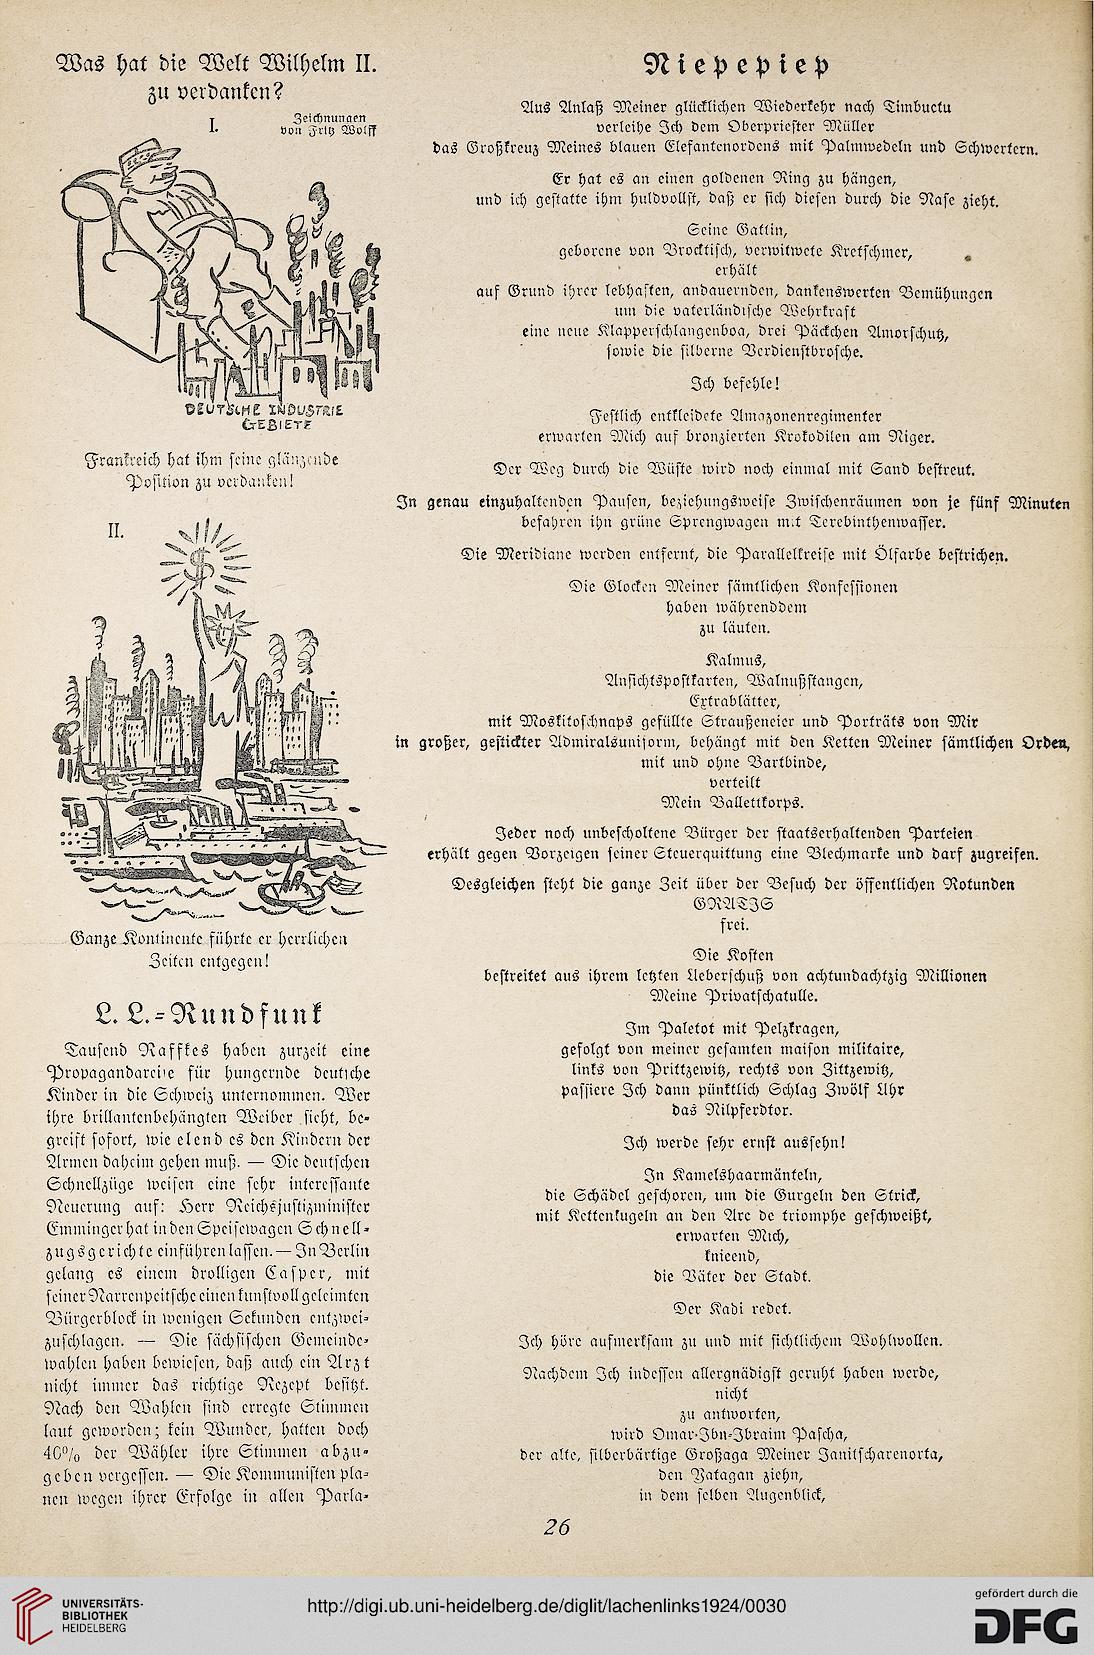 Was hat die Welt Wilhelm II.
zu verdanken?
I.
Zeichnungen
von Fritz Wolff
DEUTSCHE INDUSTRIE
GEBIETE
Frankreich hat ihm seine glänzende
Position zu verdanken!
II.
$
Ganze Kontinente führte er herrlichen
Zeiten entgegen!
L. L.-Rundfunk
Tausend Raffkes haben zurzeit eine
Propagandareise für hungernde deutsche
Kinder in die Schweiz unternommen. Wer
ihre brillantenbehängten Weiber sieht, be-
greift sofort, wie elend es den Kindern der
Armen daheim gehen muß. — Die deutschen
Schnellzüge weisen eine sehr interessante
Neuerung auf: Herr Reichsjustizminister
Emminger hat in den Speisewagen Schnell-
zugsgerichte einführen lassen. — In Berlin
gelang es einem drolligen Casper, mit
seiner Narrenpeitsche einen kunstvoll geleimten
Bürgerblock in wenigen Sekunden entzwei-
zuschlagen. — Die sächsischen Gemeinde-
wahlen haben bewiesen, daß auch ein Arzt
nicht immer das richtige Rezept besitzt.
Nach den Wahlen sind erregte Stimmen
laut geworden; kein Wunder, hatten doch
40% der Wähler ihre Stimmen abzu-
geben vergessen. — Die Kommunisten pla-
nen wegen ihrer Erfolge in allen Parla-
Niepepiep
Aus Anlaß Meiner glücklichen Wiederkehr nach Timbuctu
verleihe Ich dem Oberpriester Müller
das Großkreuz Meines blauen Elefantenordens mit Palmwedeln und Schwertern.
Er hat es an einen goldenen Ring zu hängen,
und ich gestatte ihm huldvollst, daß er sich diesen durch die Nase zieht.
Seine Gattin,
geborene von Brocktisch, verwitwete Kretschmer,
erhält
auf Grund ihrer lebhaften, andauernden, dankenswerten Bemühungen
um die vaterländische Wehrkraft
eine neue Klapperschlangenboa, drei Päckchen Amorschutz,
sowie die silberne Verdienstbrosche.
Ich befehle!
Festlich entkleidete Amazonenregimenter
erwarten Mich auf bronzierten Krokodilen am Niger.
Der Weg durch die Wüste wird noch einmal mit Sand bestreut.
In genau einzuhaltenden Pausen, beziehungsweise Zwischenräumen von je fünf Minuten
befahren ihn grüne Sprengwagen mit Terebinthenwasser.
Die Meridiane werden entfernt, die Parallelkreise mit Ölfarbe bestrichen.
Die Glocken Meiner sämtlichen Konfessionen
haben währenddem
zu läuten.
Kalmus,
Ansichtspostkarten, Walnußstangen,
Extrablätter,
mit Moskitoschnaps gefüllte Straußeneier und Porträts von Mir
in großer, gestickter Admiralsuniform, behängt mit den Ketten Meiner sämtlichen Orden,
mit und ohne Bartbinde,
verteilt
Mein Ballettkorps.
Jeder noch unbescholtene Bürger der staatserhaltenden Parteien
erhält gegen Vorzeigen seiner Steuerquittung eine Blechmarke und darf zugreifen.
Desgleichen steht die ganze Zeit über der Besuch der öffentlichen Rotunden
GRATIS
frei.
Die Kosten
bestreitet aus ihrem letzten Ueberschuß von achtundachtzig Millionen
Meine Privatschatulle.
Im Paletot mit Pelzkragen,
gefolgt von meiner gesamten maison militaire,
links von Prittzewitz, rechts von Zittzewitz,
passiere Ich dann pünktlich Schlag Zwölf Uhr
das Nilpferdtor.
Ich werde sehr ernst aussehn!
In Kamelshaarmänteln,
die Schädel geschoren, um die Gurgeln den Strick,
mit Kettenkugeln an den Arc de triomphe geschweißt,
erwarten Mich,
knieend,
die Väter der Stadt.
Der Kadi redet.
Ich höre aufmerksam zu und mit sichtlichem Wohlwollen.
Nachdem Ich indessen allergnädigst geruht haben werde,
nicht
zu antworten,
wird Omar-Ibn-Ibraim Pascha,
der alte, silberbärtige Großaga Meiner Janitscharenorta,
den Yatagan ziehn,
in dem selben Augenblick,
26
UNIVERSITÄTS-
BIBLIOTHEK
HEIDELBERG
http://digi.ub.uni-heidelberg.de/diglit/lachenlinks1924/0030
gefördert durch die
DFG